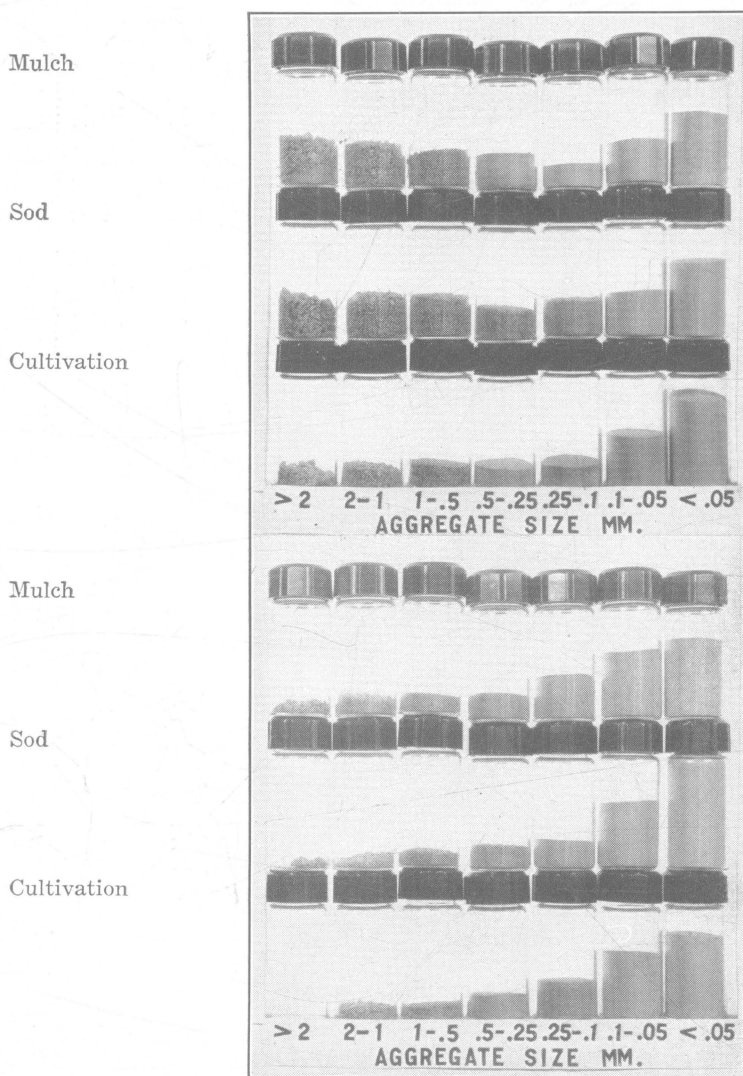 Mulch
Sod
Cultivation
> 2 2-1 1-.5 .5-.25 .25-.1 .1-.05 < .05
AGGREGATE SIZE MM.
Mulch
Sod
Cultivation
> 2 2-1 1-.5 .5-.25 .25-.1 .1-.05 < .05
AGGREGATE SIZE MM.